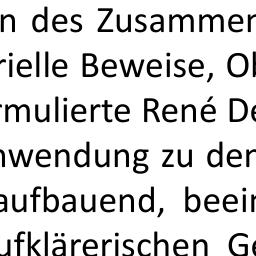 n des Zusammen
rielle Beweise, Ob
rmulierte René De
nwendung zu den
aufbauend, beein
ufklärerischen Ge